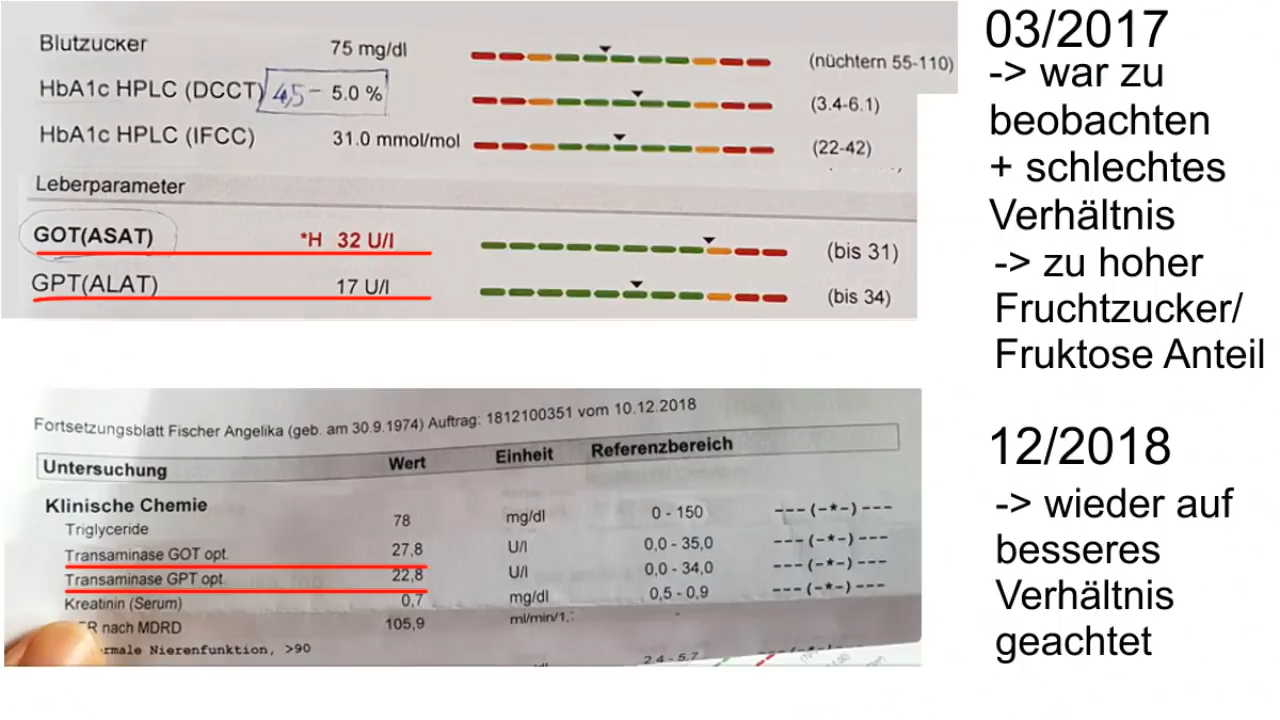 Blutzucker 75 mg/dl (nüchtern 55-110)
HbA1c HPLC (DCCT) 4,5 - 5.0 % (3.4-6.1)
HbA1c HPLC (IFCC) 31.0 mmol/mol (22-42)
Leberparameter
GOT(ASAT) *H 32 U/l (bis 31)
GPT(ALAT) 17 U/l (bis 34)
03/2017
-> war zu
beobachten
+ schlechtes
Verhältnis
-> zu hoher
Fruchtzucker/
Fruktose Anteil
Fortsetzungsblatt Fischer Angelika (geb. am 30.9.1974) Auftrag: 1812100351 vom 10.12.2018
Untersuchung Wert Einheit Referenzbereich
Klinische Chemie
Triglyceride 78 mg/dl 0 - 150 ---(-*-)---
Transaminase GOT opt. 27,8 U/l 0,0 - 35,0 ---(-*-)---
Transaminase GPT opt. 22,8 U/l 0,0 - 34,0 ---(-*-)---
Kreatinin (Serum) 0,7 mg/dl 0,5 - 0,9 ---(-*-)---
nach MDRD 105,9 ml/min/1,
Nierenfunktion, >90
2,4 - 5,7
12/2018
-> wieder auf
besseres
Verhältnis
geachtet